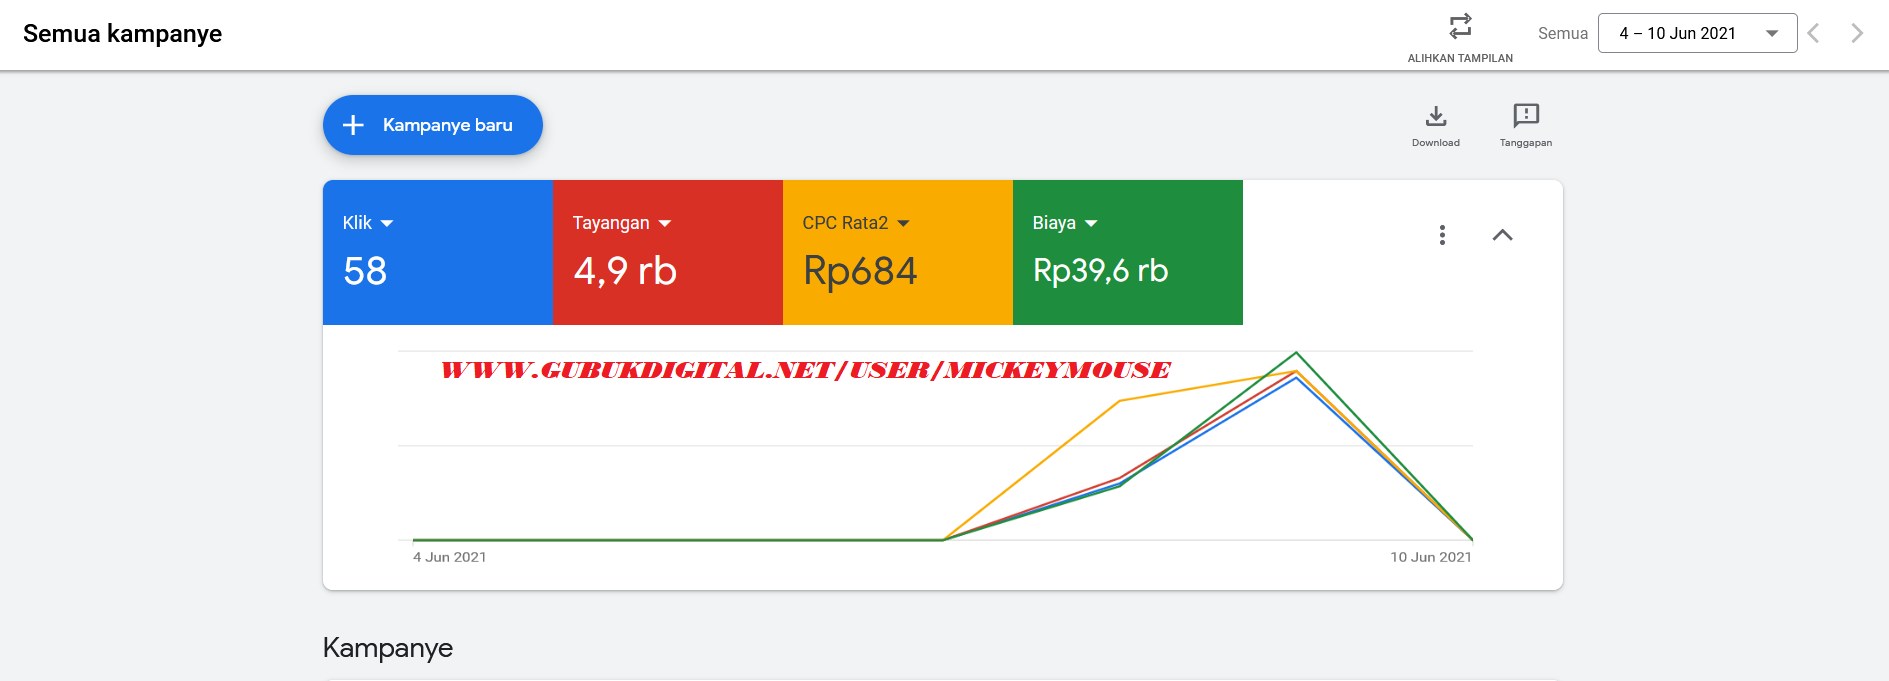 Semua kampanye
ALIHKAN TAMPILAN
Semua
4 – 10 Jun 2021
Kampanye baru
Download
Tanggapan
Klik
58
Tayangan
4,9 rb
CPC Rata2
Rp684
Biaya
Rp39,6 rb
WWW.GUBUKDIGITAL.NET/USER/MICKEYMOUSE
4 Jun 2021
10 Jun 2021
Kampanye